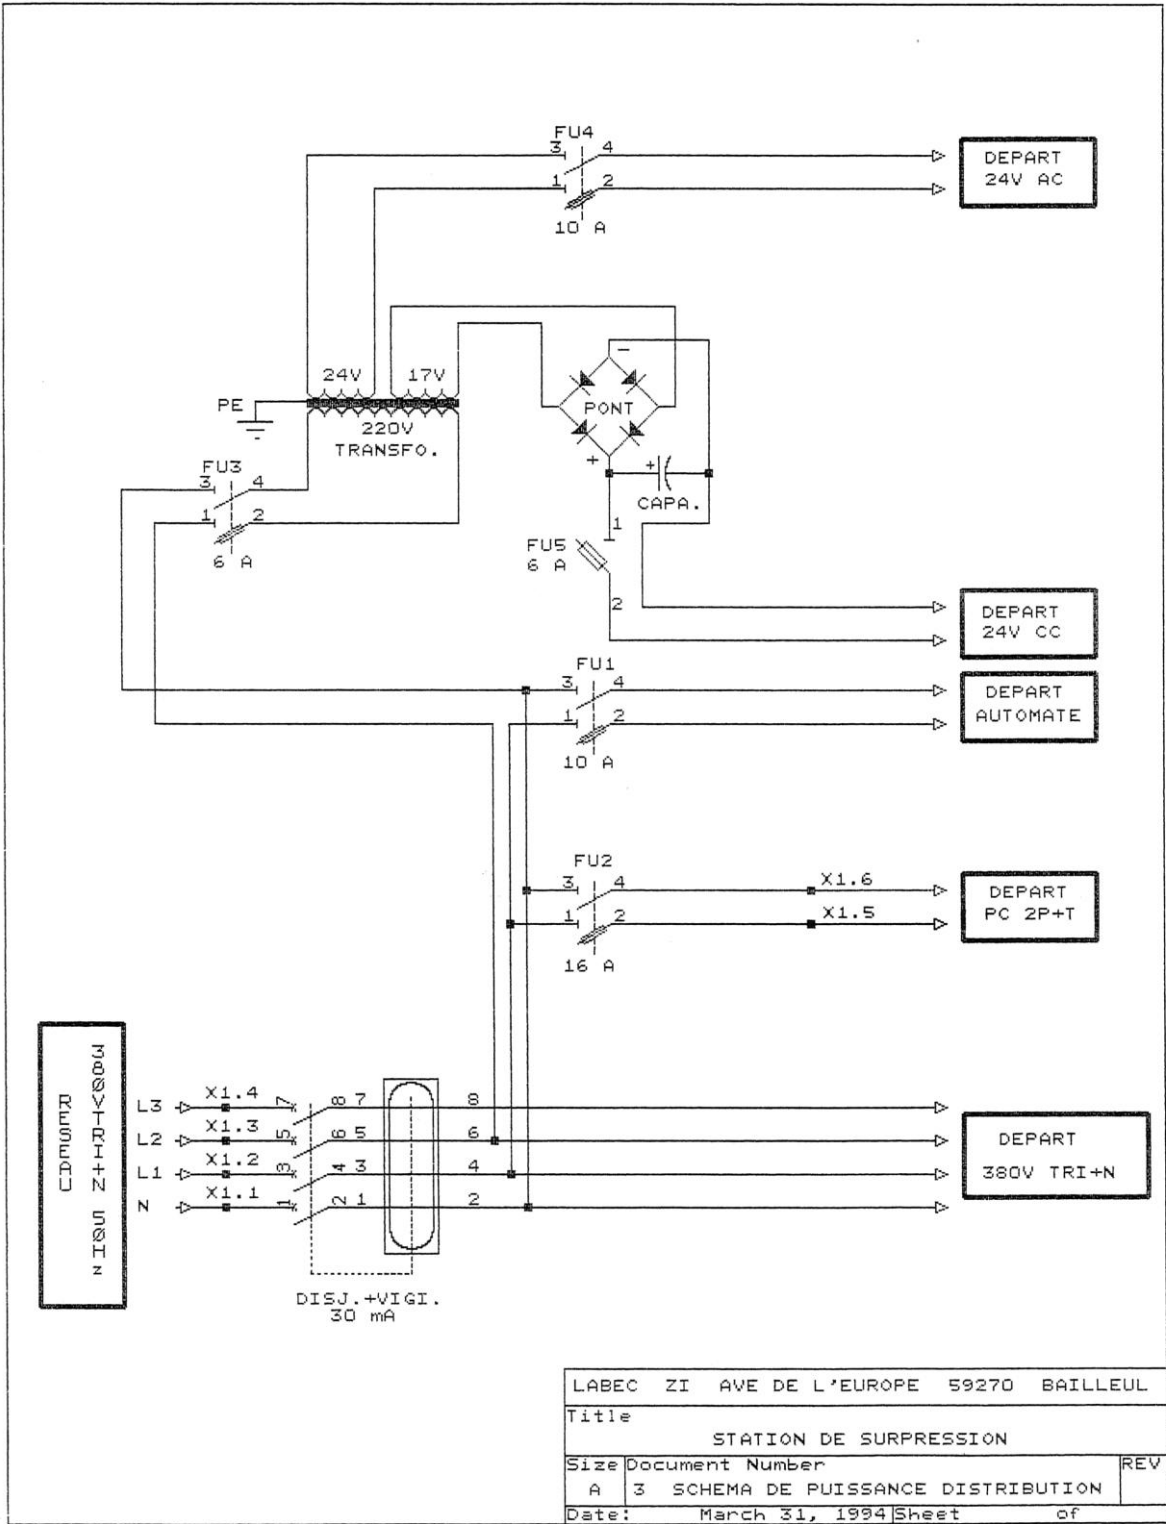 FU4
3 4
1 2
10 A
DEPART
24V AC
24V 17V
PE
220V
TRANSFO.
-
PONT
+
+
CAPA.
FU3
3 4
1 2
6 A
1
FU5
6 A
2
DEPART
24V CC
FU1
3 4
1 2
10 A
DEPART
AUTOMATE
FU2
3 4
1 2
16 A
X1.6
X1.5
DEPART
PC 2P+T
RESEAU
380VTRI+N 50Hz
L3 X1.4 7 8 7 8
L2 X1.3 5 6 5 6
L1 X1.2 3 4 3 4
N X1.1 1 2 1 2
DISJ.+VIGI.
30 mA
DEPART
380V TRI+N
LABEC ZI AVE DE L'EUROPE 59270 BAILLEUL
Title
STATION DE SURPRESSION
Size Document Number REV
A 3 SCHEMA DE PUISSANCE DISTRIBUTION
Date: March 31, 1994 Sheet of